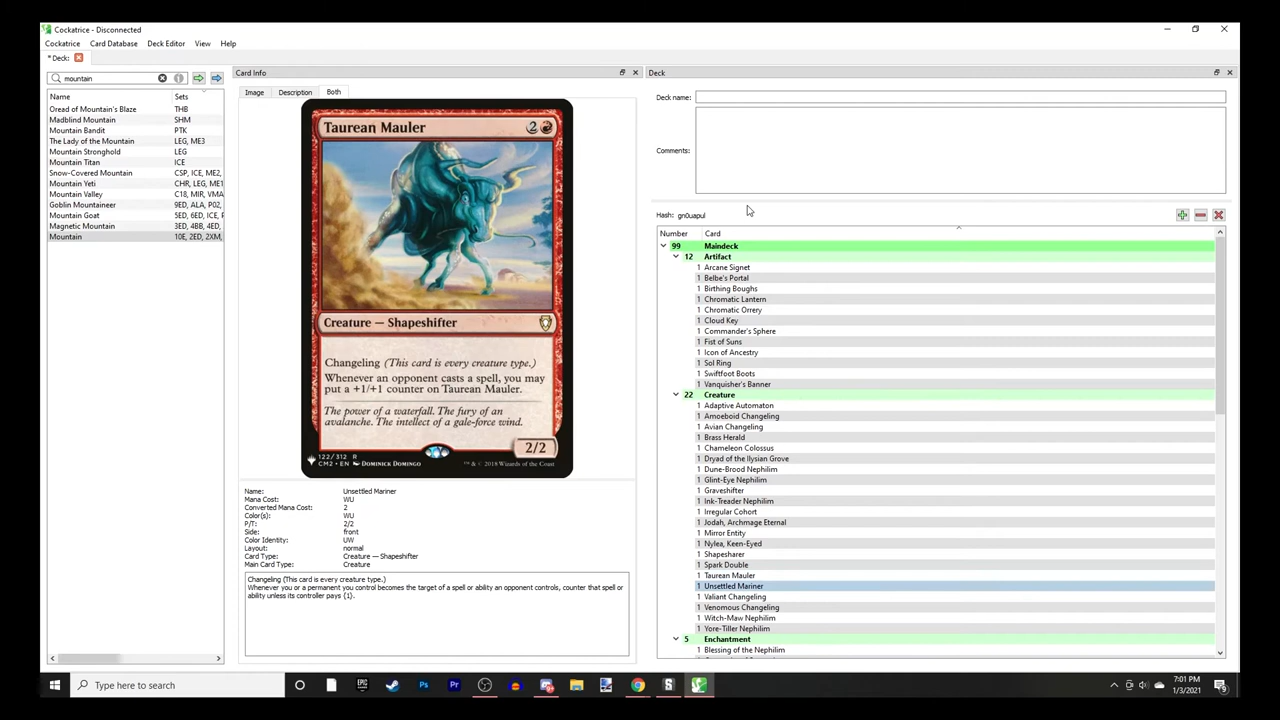 Cockatrice - Disconnected
Cockatrice Card Database Deck Editor View Help
* Deck:
mountain
Name Sets
Oread of Mountain's Blaze THB
Madblind Mountain SHM
Mountain Bandit PTK
The Lady of the Mountain LEG, ME3
Mountain Stronghold LEG
Mountain Titan ICE
Snow-Covered Mountain CSP, ICE, ME2,
Mountain Yeti CHR, LEG, ME1
Mountain Valley C18, MIR, VMA
Goblin Mountaineer 9ED, ALA, P02,
Mountain Goat 5ED, 6ED, ICE,
Magnetic Mountain 3ED, 4BB, 4ED,
Mountain 10E, 2ED, 2XM,
Card Info
Image Description Both
Taurean Mauler 2
Creature — Shapeshifter
Changeling (This card is every creature type.)
Whenever an opponent casts a spell, you may
put a +1/+1 counter on Taurean Mauler.
The power of a waterfall. The fury of an
avalanche. The intellect of a gale-force wind.
2/2
122/312 R
CM2 • EN DOMINICK DOMINGO ™ & © 2018 Wizards of the Coast
Name: Unsettled Mariner
Mana Cost: WU
Converted Mana Cost: 2
Color(s): WU
P/T: 2/2
Side: front
Color Identity: UW
Layout: normal
Card Type: Creature — Shapeshifter
Main Card Type: Creature
Changeling (This card is every creature type.)
Whenever you or a permanent you control becomes the target of a spell or ability an opponent controls, counter that spell or
ability unless its controller pays {1}.
Deck
Deck name:
Comments:
Hash: gn0uapul
Number Card
99 Maindeck
12 Artifact
1 Arcane Signet
1 Belbe's Portal
1 Birthing Boughs
1 Chromatic Lantern
1 Chromatic Orrery
1 Cloud Key
1 Commander's Sphere
1 Fist of Suns
1 Icon of Ancestry
1 Sol Ring
1 Swiftfoot Boots
1 Vanquisher's Banner
22 Creature
1 Adaptive Automaton
1 Amoeboid Changeling
1 Avian Changeling
1 Brass Herald
1 Chameleon Colossus
1 Dryad of the Ilysian Grove
1 Dune-Brood Nephilim
1 Glint-Eye Nephilim
1 Graveshifter
1 Ink-Treader Nephilim
1 Irregular Cohort
1 Jodah, Archmage Eternal
1 Mirror Entity
1 Nylea, Keen-Eyed
1 Shapesharer
1 Spark Double
1 Taurean Mauler
1 Unsettled Mariner
1 Valiant Changeling
1 Venomous Changeling
1 Witch-Maw Nephilim
1 Yore-Tiller Nephilim
5 Enchantment
1 Blessing of the Nephilim
Type here to search
EPIC
Ps
Pr
7:01 PM
1/3/2021